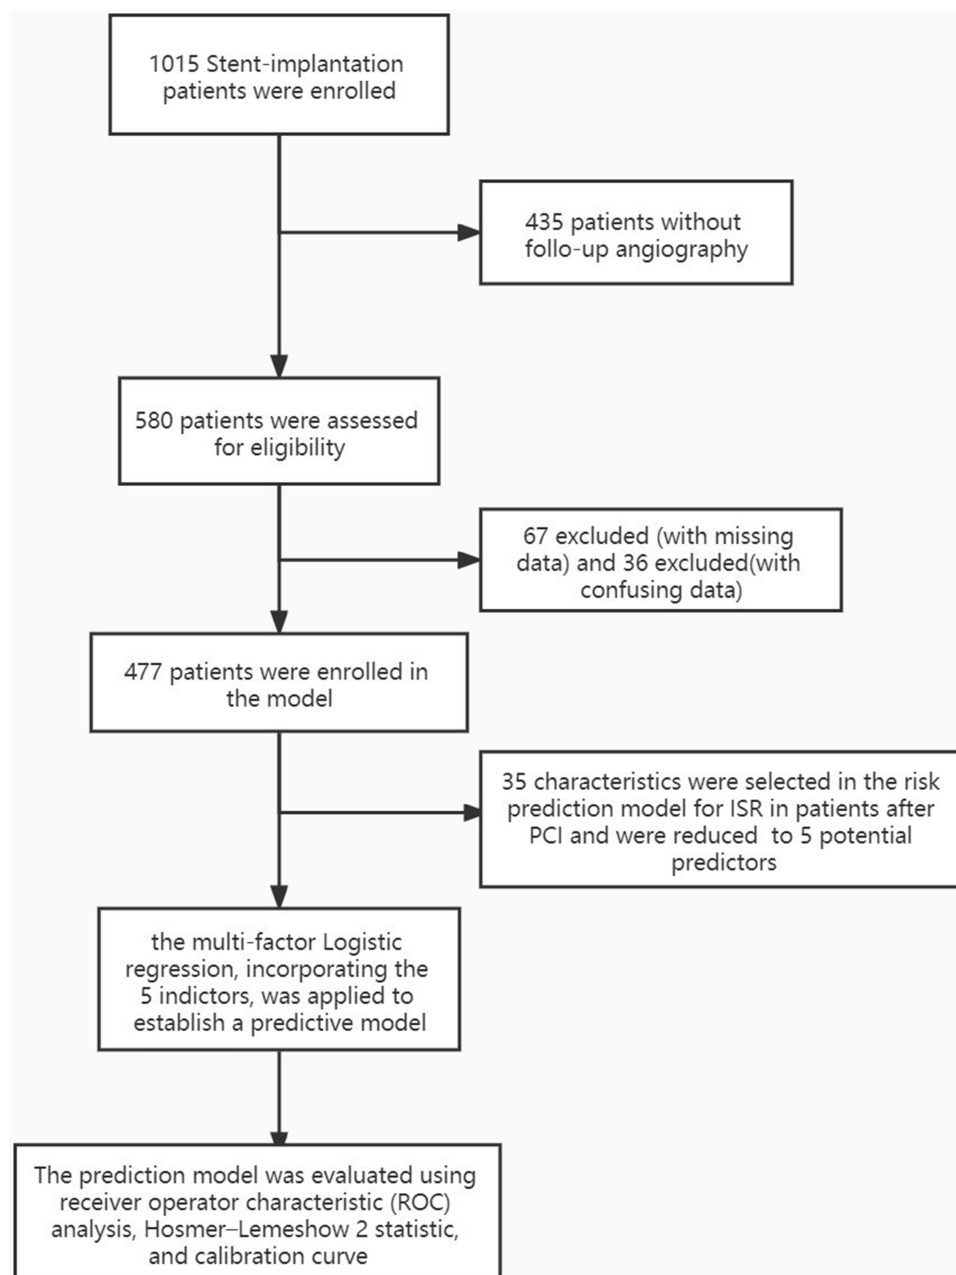 1015 Stent-implantation
patients were enrolled
435 patients without
follo-up angiography
580 patients were assessed
for eligibility
67 excluded (with missing
data) and 36 excluded(with
confusing data)
477 patients were enrolled in
the model
35 characteristics were selected in the risk
prediction model for ISR in patients after
PCI and were reduced  to 5 potential
predictors
the multi-factor Logistic
regression, incorporating the
5 indictors, was applied to
establish a predictive model
The prediction model was evaluated using
receiver operator characteristic (ROC)
analysis, Hosmer–Lemeshow 2 statistic,
and calibration curve